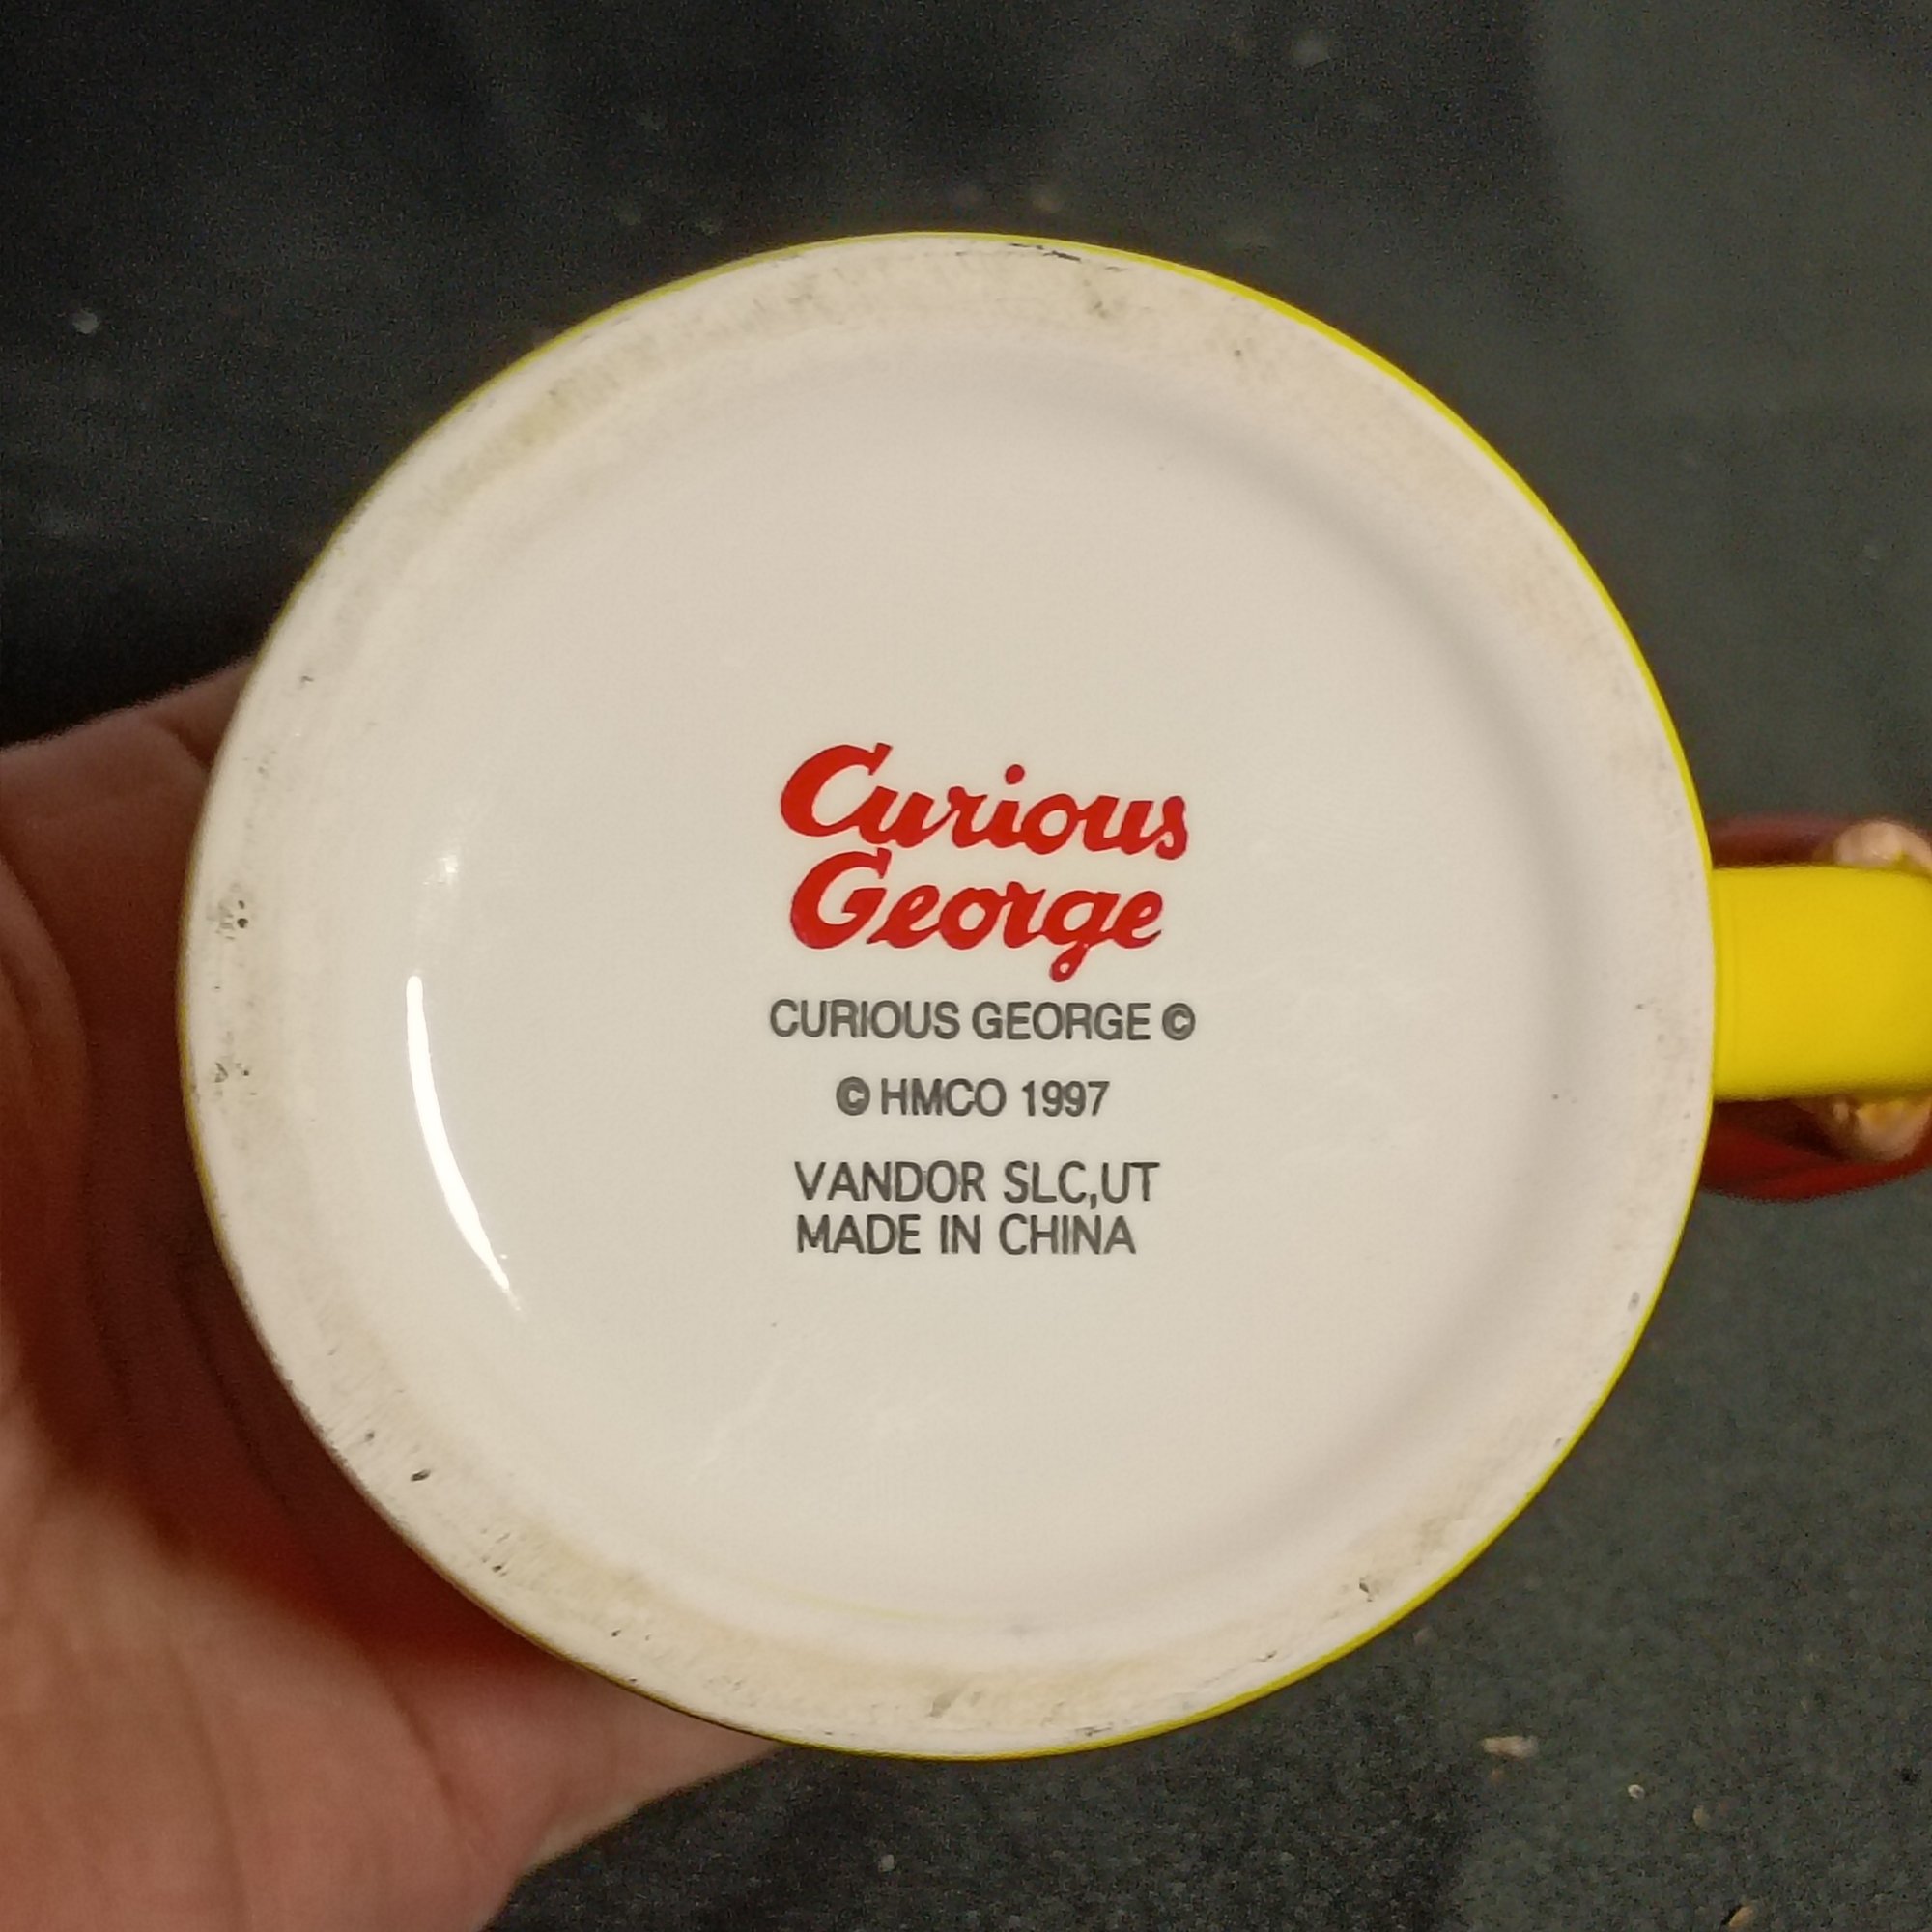 Curious
George
CURIOUS GEORGE ©
© HMCO 1997
VANDOR SLC,UT
MADE IN CHINA